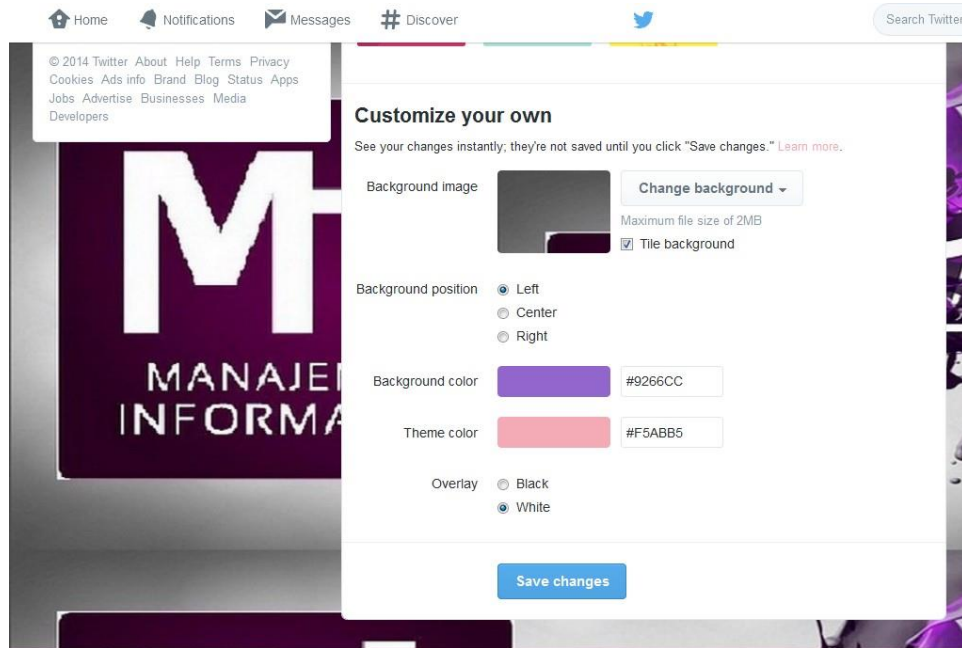 Home Notifications Messages Discover Search Twitter
© 2014 Twitter About Help Terms Privacy
Cookies Ads info Brand Blog Status Apps
Jobs Advertise Businesses Media
Developers
Customize your own
See your changes instantly; they're not saved until you click "Save changes." Learn more.
Background image
Change background
Maximum file size of 2MB
Tile background
Background position
Left
Center
Right
Background color #9266CC
Theme color #F5ABB5
Overlay
Black
White
Save changes
M
MANAJE
INFORMA